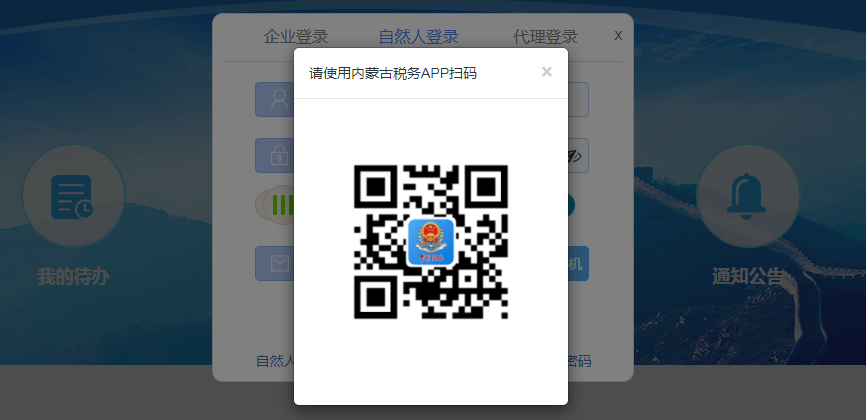 企业登录 自然人登录 代理登录 X
请使用内蒙古税务APP扫码 ×
我的待办
通知公告
机
自然人
密码